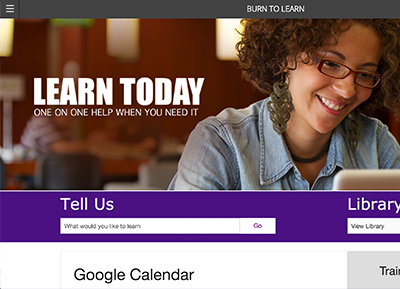 BURN TO LEARN
LEARN TODAY
ONE ON ONE HELP WHEN YOU NEED IT
Tell Us
Library
What would you like to learn
Go
View Library
Google Calendar
Train